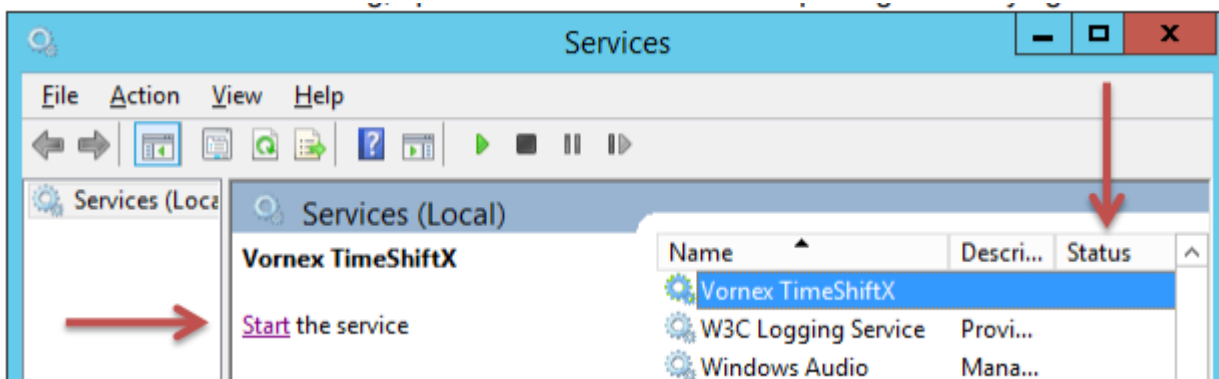 Services
File Action View Help
Services (Loca
Services (Local)
Vornex TimeShiftX
Start the service
Name Descri... Status
Vornex TimeShiftX
W3C Logging Service Provi...
Windows Audio Mana...